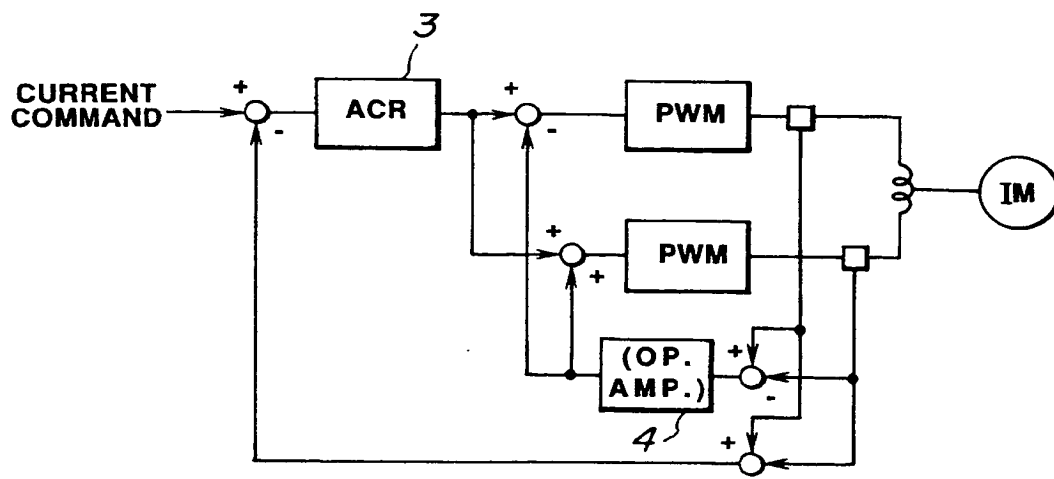 3
CURRENT
COMMAND
+
-
ACR
+
-
PWM
IM
+
+
PWM
(OP.
AMP.)
+
-
4
+